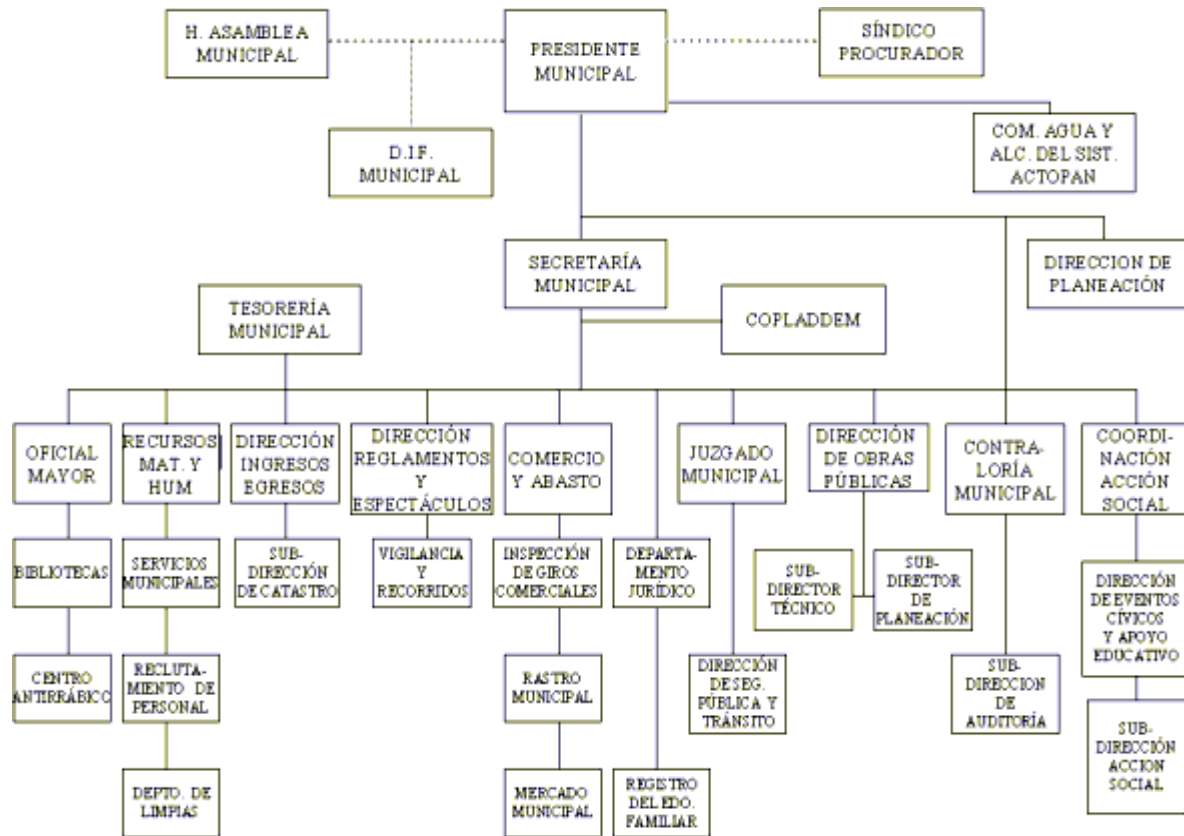 H. ASAMBLEA
MUNICIPAL
PRESIDENTE
MUNICIPAL
SÍNDICO
PROCURADOR
D.I.F.
MUNICIPAL
COM. AGUA Y
ALC. DEL SIST.
ACTOPAN
SECRETARÍA
MUNICIPAL
DIRECCION DE
PLANEACIÓN
TESORERÍA
MUNICIPAL
COPLADDEM
OFICIAL
MAYOR
RECURSOS
MAT. Y
HUM
DIRECCIÓN
INGRESOS
EGRESOS
DIRECCIÓN
REGLAMENTOS
Y
ESPECTÁCULOS
COMERCIO
Y ABASTO
JUZGADO
MUNICIPAL
DIRECCIÓN
DE OBRAS
PÚBLICAS
CONTRA-
LORÍA
MUNICIPAL
COORDI-
NACIÓN
ACCIÓN
SOCIAL
BIBLIOTECAS
SERVICIOS
MUNICIPALES
SUB-
DIRECCIÓN
DE CATASTRO
VIGILANCIA
Y
RECORRIDOS
INSPECCIÓN
DE GIROS
COMERCIALES
DEPARTA-
MENTO
JURÍDICO
SUB-
DIRECTOR
TÉCNICO
SUB-
DIRECTOR
DE
PLANEACIÓN
DIRECCIÓN
DE EVENTOS
CÍVICOS
Y APOYO
EDUCATIVO
CENTRO
ANTIRRÁBICO
RECLUTA-
MIENTO DE
PERSONAL
RASTRO
MUNICIPAL
DIRECCIÓN
DE SEG.
PÚBLICA Y
TRÁNSITO
SUB-
DIRECCION
DE
AUDITORÍA
SUB-
DIRECCIÓN
ACCION
SOCIAL
DEPTO. DE
LIMPIAS
MERCADO
MUNICIPAL
REGISTRO
DEL EDO.
FAMILIAR